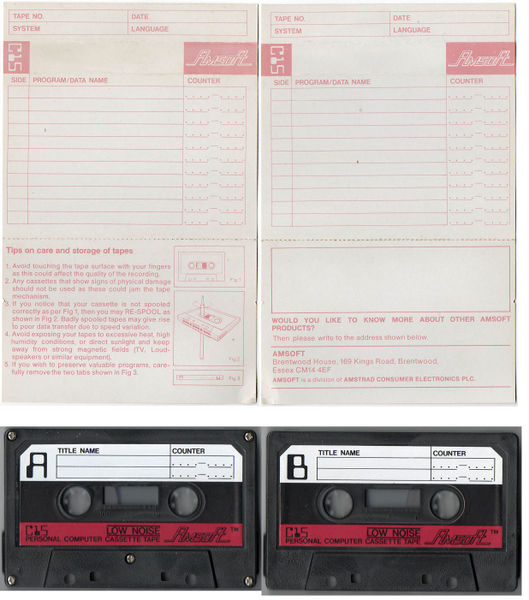 TAPE NO. DATE
SYSTEM LANGUAGE
C15 Amsoft
SIDE PROGRAM/DATA NAME COUNTER
Tips on care and storage of tapes
1. Avoid touching the tape surface with your fingers
as this could affect the quality of the recording.
2. Any cassettes that show signs of physical damage
should not be used as these could jam the tape
mechanism.
3. If you notice that your cassette is not spooled
correctly as per Fig 1, then you may RE-SPOOL as
shown in Fig 2. Badly spooled tapes may give rise
to poor data transfer due to speed variation.
4. Avoid exposing your tapes to excessive heat, high
humidity conditions, or direct sunlight and keep
away from strong magnetic fields (TV, Loud-
speakers or similar equipment).
5. If you wish to preserve valuable programs, care-
fully remove the two tabs shown in Fig 3.
Fig 1
Fig 2
Fig 3
TAPE NO. DATE
SYSTEM LANGUAGE
C15 Amsoft
SIDE PROGRAM/DATA NAME COUNTER
WOULD YOU LIKE TO KNOW MORE ABOUT OTHER AMSOFT
PRODUCTS?
Then please write to the address shown below.
AMSOFT
Brentwood House, 169 Kings Road, Brentwood,
Essex CM14 4EF
AMSOFT is a division of AMSTRAD CONSUMER ELECTRONICS PLC.
A TITLE NAME COUNTER
C15 LOW NOISE Amsoft TM
PERSONAL COMPUTER CASSETTE TAPE
B TITLE NAME COUNTER
C15 LOW NOISE Amsoft TM
PERSONAL COMPUTER CASSETTE TAPE